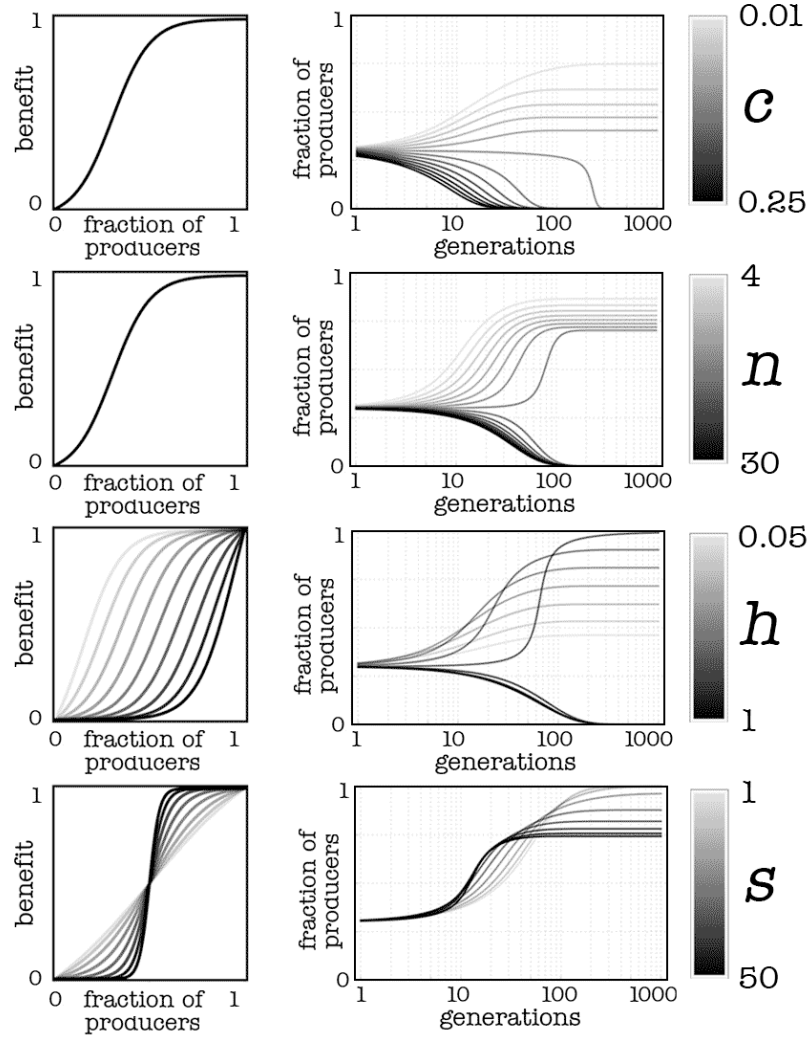 1
benefit
0
0 fraction of 1
producers
1
fraction of
producers
0
1 10 100 1000
generations
0.01
c
0.25
1
benefit
0
0 fraction of 1
producers
1
fraction of
producers
0
1 10 100 1000
generations
4
n
30
1
benefit
0
0 fraction of 1
producers
1
fraction of
producers
0
1 10 100 1000
generations
0.05
h
1
1
benefit
0
0 fraction of 1
producers
1
fraction of
producers
0
1 10 100 1000
generations
1
s
50